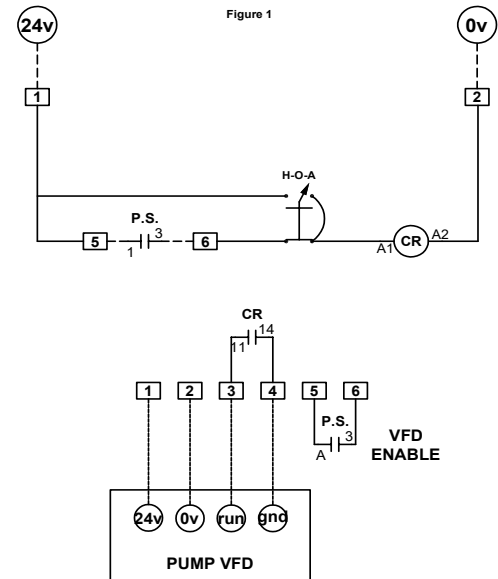 Figure 1
24v
0v
1
2
H-O-A
P.S.
5
1
3
6
A1
CR
A2
CR
11
14
1
2
3
4
5
6
P.S.
A
3
VFD
ENABLE
24v
0v
run
gnd
PUMP VFD